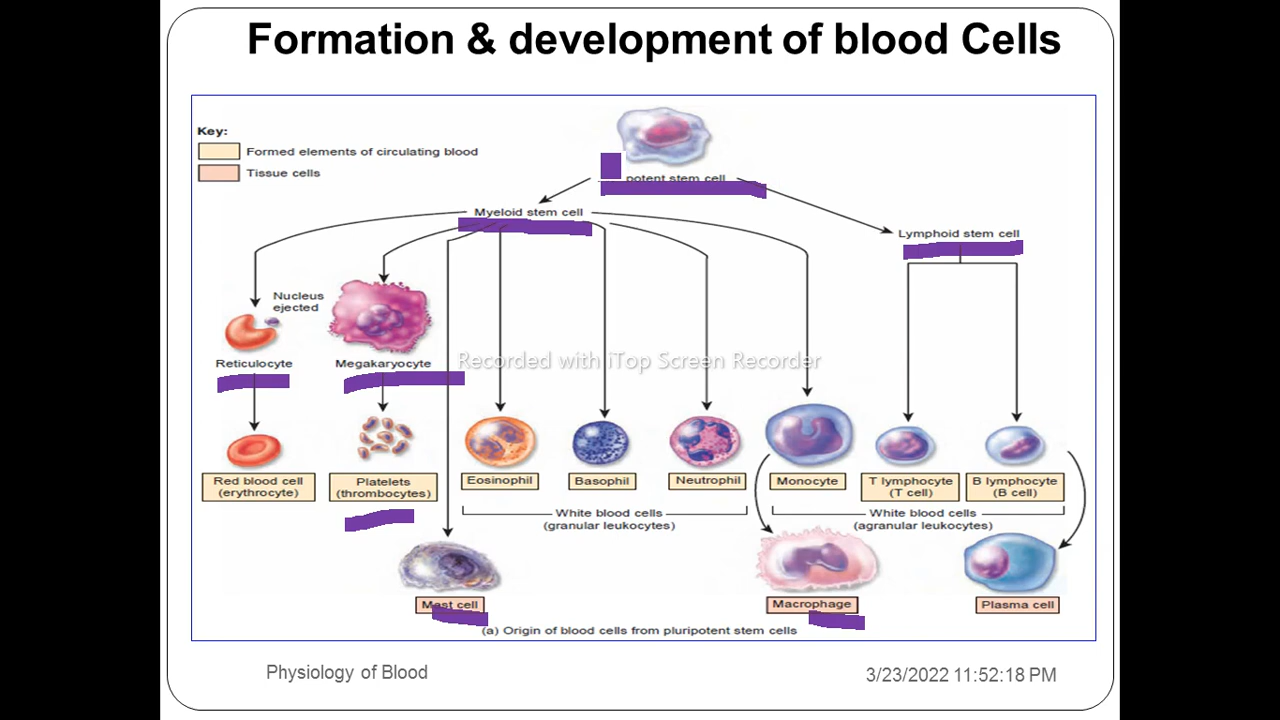 Formation & development of blood Cells
Key:
Formed elements of circulating blood
Tissue cells
potent stem cell
Myeloid stem cell
Lymphoid stem cell
Nucleus
ejected
Reticulocyte
Megakaryocyte
Recorded with iTop Screen Recorder
Red blood cell
(erythrocyte)
Platelets
(thrombocytes)
Eosinophil
Basophil
Neutrophil
Monocyte
T lymphocyte
(T cell)
B lymphocyte
(B cell)
White blood cells
(granular leukocytes)
White blood cells
(agranular leukocytes)
Mast cell
Macrophage
Plasma cell
(a) Origin of blood cells from pluripotent stem cells
Physiology of Blood
3/23/2022 11:52:18 PM